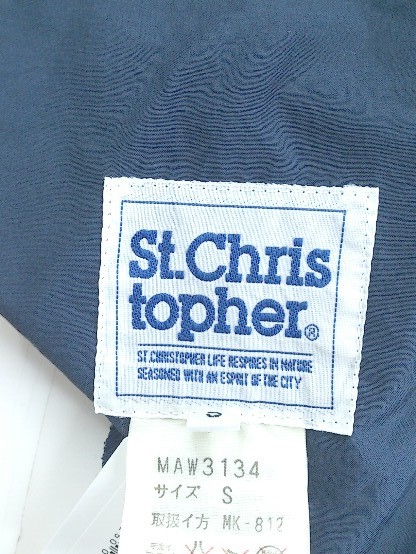 St.Chris
topher®
ST.CHRISTOPHER LIFE RESPIRES IN NATURE
SEASONED WITH AN ESPRIT OF THE CITY
MAW3134
サイズ S
取扱イ方 MK-812